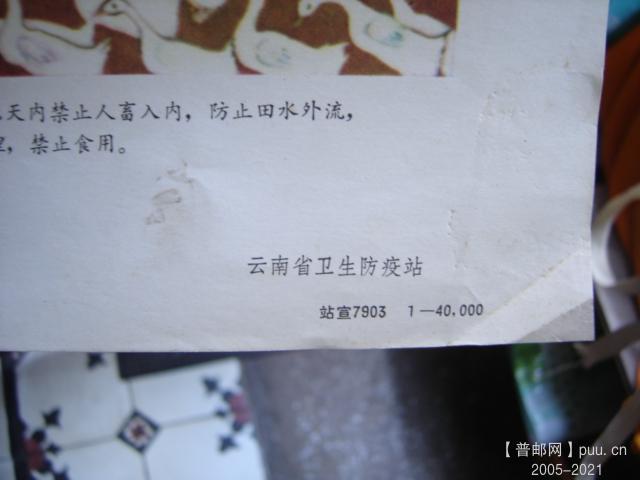 天内禁止人畜入内，防止田水外流，
，禁止食用。
云南省卫生防疫站
站宣7903 1—40,000
【普邮网】puu.cn
2005-2021